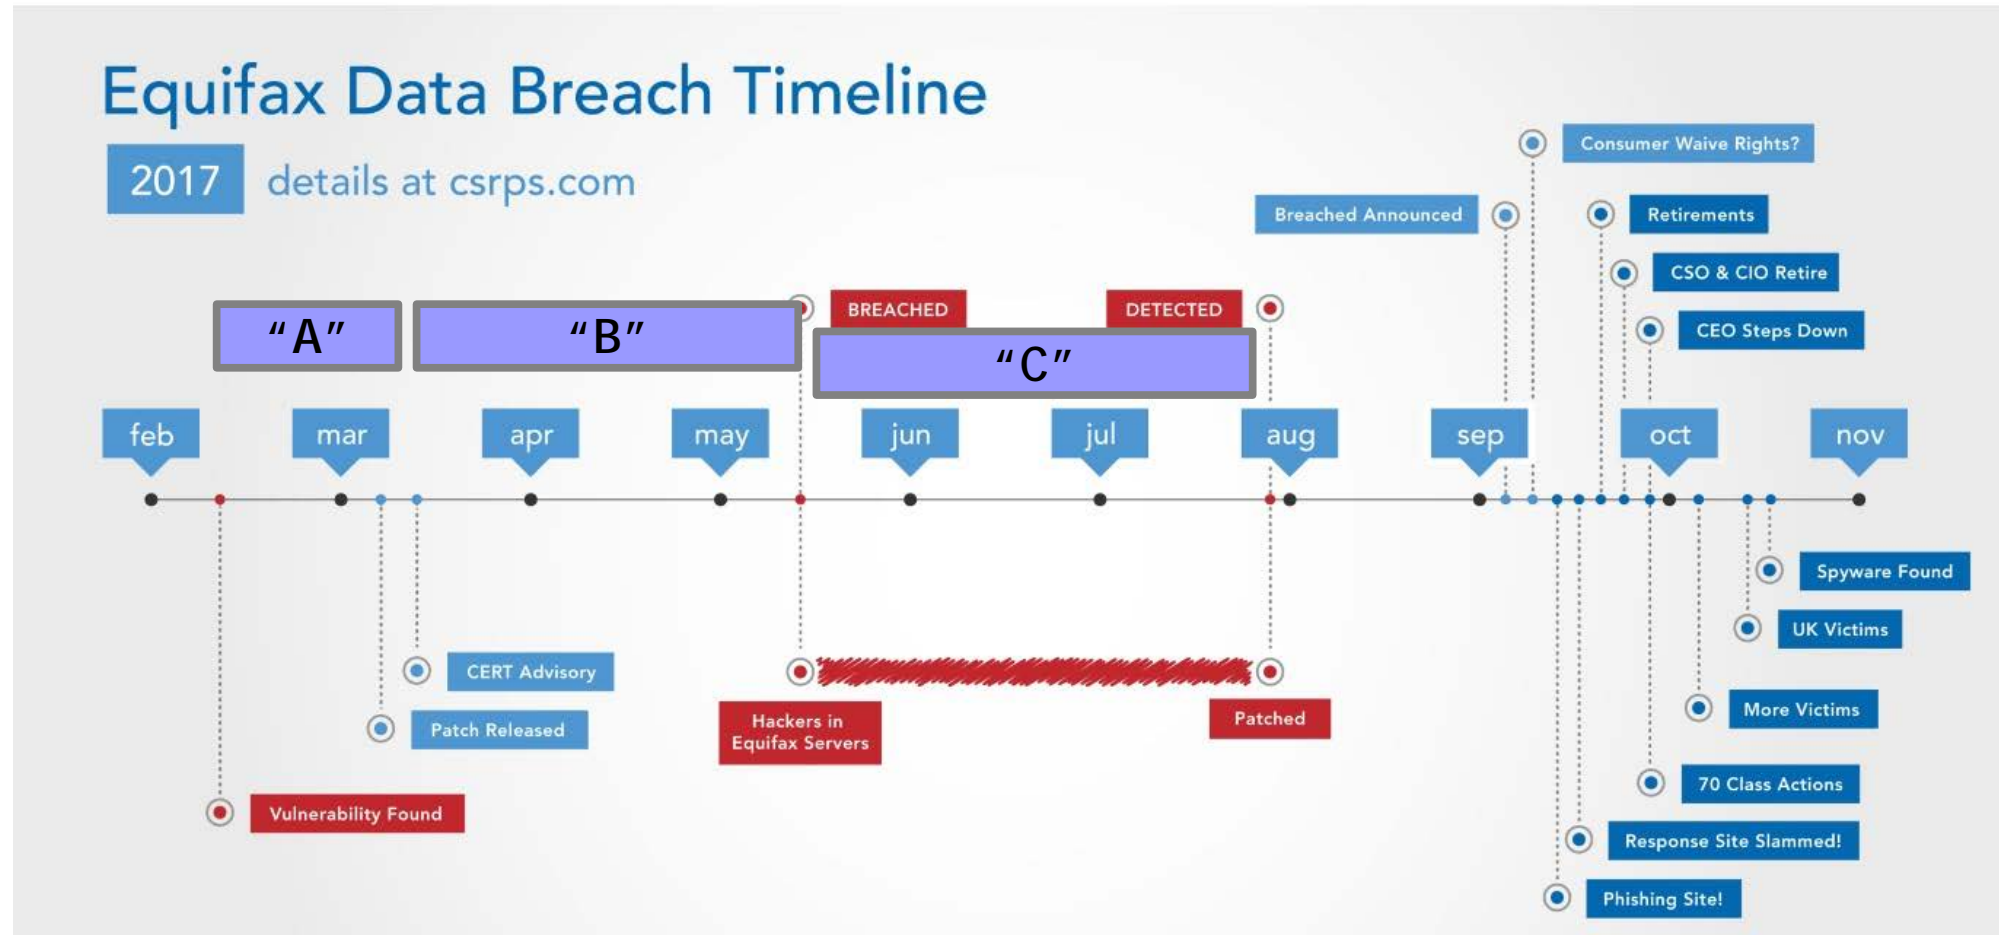 Equifax Data Breach Timeline
2017 details at csrps.com
Consumer Waive Rights?
Breached Announced
Retirements
CSO & CIO Retire
CEO Steps Down
BREACHED
DETECTED
"A"
"B"
"C"
feb
mar
apr
may
jun
jul
aug
sep
oct
nov
Spyware Found
UK Victims
CERT Advisory
Patch Released
Hackers in
Equifax Servers
Patched
More Victims
70 Class Actions
Vulnerability Found
Response Site Slammed!
Phishing Site!